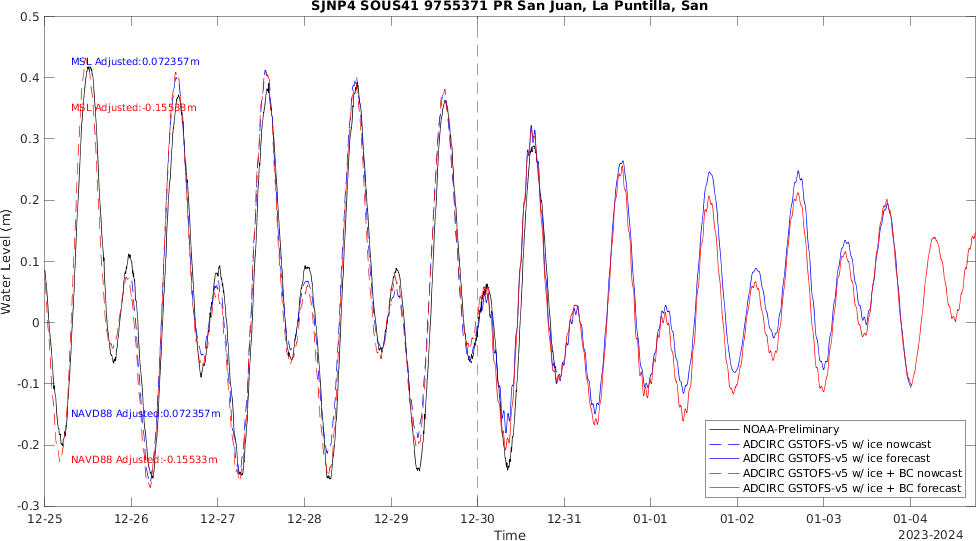 SJNP4 SOUS41 9755371 PR San Juan, La Puntilla, San
0.5
MSL Adjusted:0.072357m
0.4
MSL Adjusted:-0.15533m
0.3
0.2
Water Level (m)
0.1
0
-0.1
NAVD88 Adjusted:0.072357m
-0.2
NAVD88 Adjusted:-0.15533m
-0.3
NOAA-Preliminary
ADCIRC GSTOFS-v5 w/ ice nowcast
ADCIRC GSTOFS-v5 w/ ice forecast
ADCIRC GSTOFS-v5 w/ ice + BC nowcast
ADCIRC GSTOFS-v5 w/ ice + BC forecast
12-25 12-26 12-27 12-28 12-29 12-30 12-31 01-01 01-02 01-03 01-04
Time
2023-2024